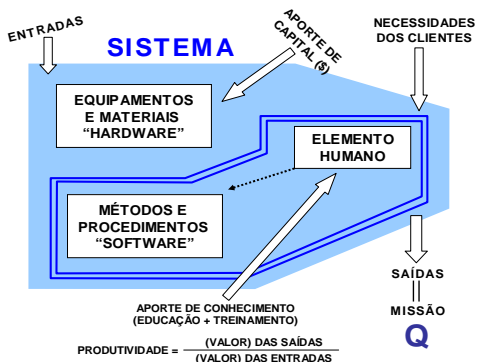 ENTRADAS
SISTEMA
APORTE DE
CAPITAL ($)
NECESSIDADES
DOS CLIENTES
EQUIPAMENTOS
E MATERIAIS
“HARDWARE”
ELEMENTO
HUMANO
MÉTODOS E
PROCEDIMENTOS
“SOFTWARE”
SAÍDAS
MISSÃO
Q
APORTE DE CONHECIMENTO
(EDUCAÇÃO + TREINAMENTO)
PRODUTIVIDADE = (VALOR) DAS SAÍDAS
(VALOR) DAS ENTRADAS